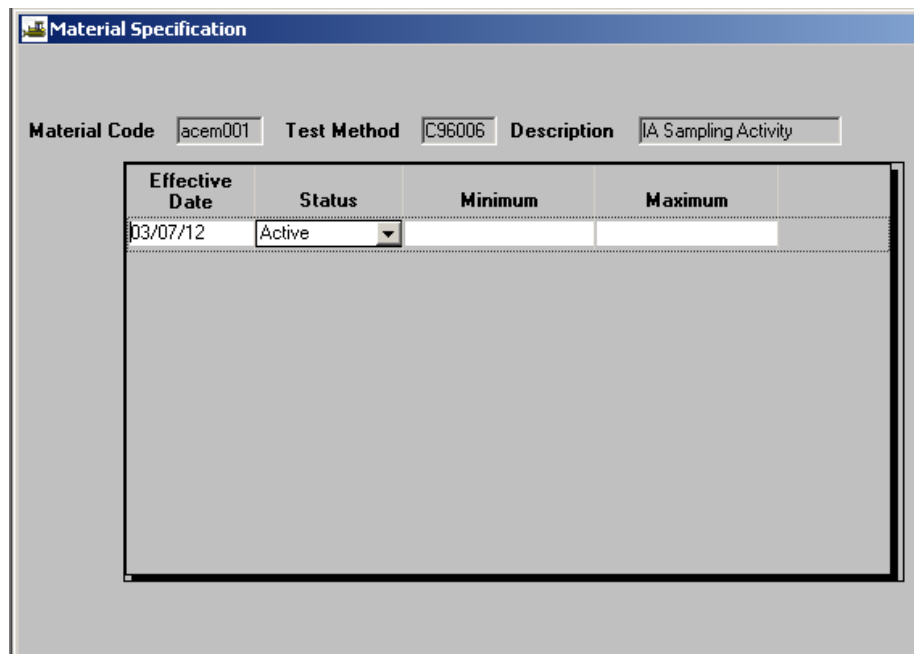 Material Specification
Material Code acem001 Test Method C96006 Description IA Sampling Activity
Effective Date Status Minimum Maximum
03/07/12 Active